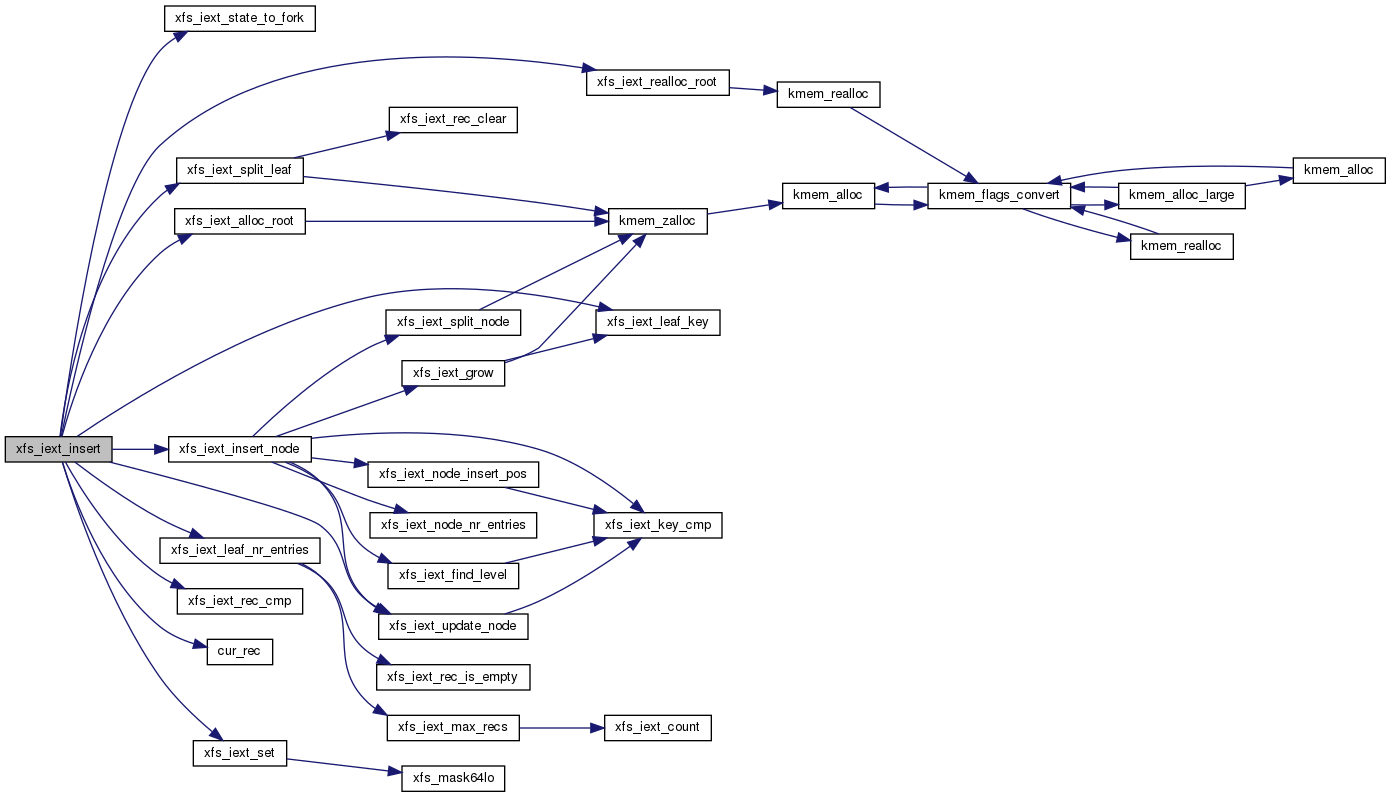 xfs_iext_state_to_fork
xfs_iext_realloc_root
kmem_realloc
xfs_iext_rec_clear
xfs_iext_split_leaf
kmem_alloc
kmem_alloc
kmem_flags_convert
kmem_alloc_large
xfs_iext_alloc_root
kmem_zalloc
kmem_realloc
xfs_iext_split_node
xfs_iext_leaf_key
xfs_iext_grow
xfs_iext_insert
xfs_iext_insert_node
xfs_iext_node_insert_pos
xfs_iext_node_nr_entries
xfs_iext_key_cmp
xfs_iext_leaf_nr_entries
xfs_iext_find_level
xfs_iext_rec_cmp
xfs_iext_update_node
cur_rec
xfs_iext_rec_is_empty
xfs_iext_max_recs
xfs_iext_count
xfs_iext_set
xfs_mask64lo